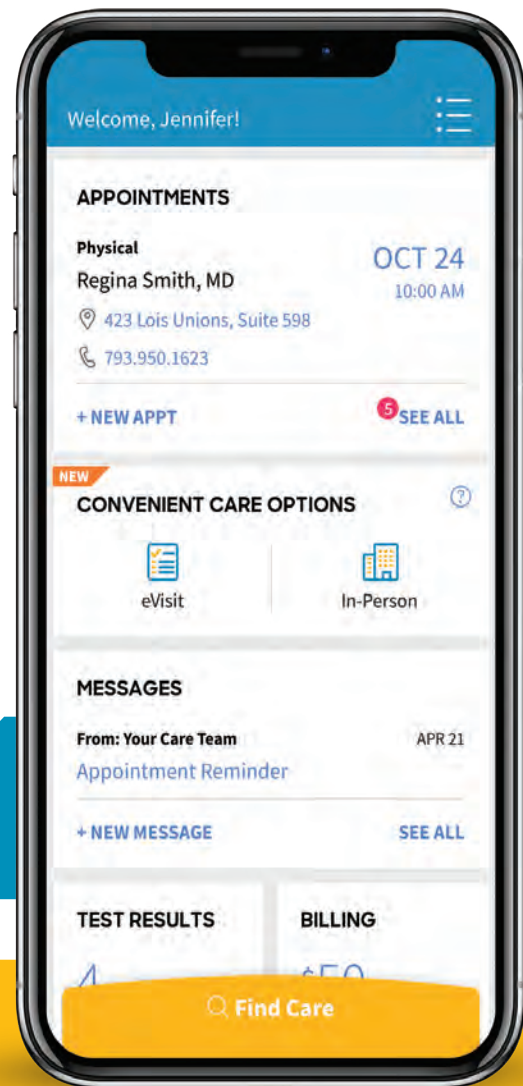 Welcome, Jennifer!
APPOINTMENTS
Physical
Regina Smith, MD
OCT 24
10:00 AM
423 Lois Unions, Suite 598
793.950.1623
+ NEW APPT
5 SEE ALL
NEW
CONVENIENT CARE OPTIONS
?
eVisit
In-Person
MESSAGES
From: Your Care Team
APR 21
Appointment Reminder
+ NEW MESSAGE
SEE ALL
TEST RESULTS
BILLING
Find Care